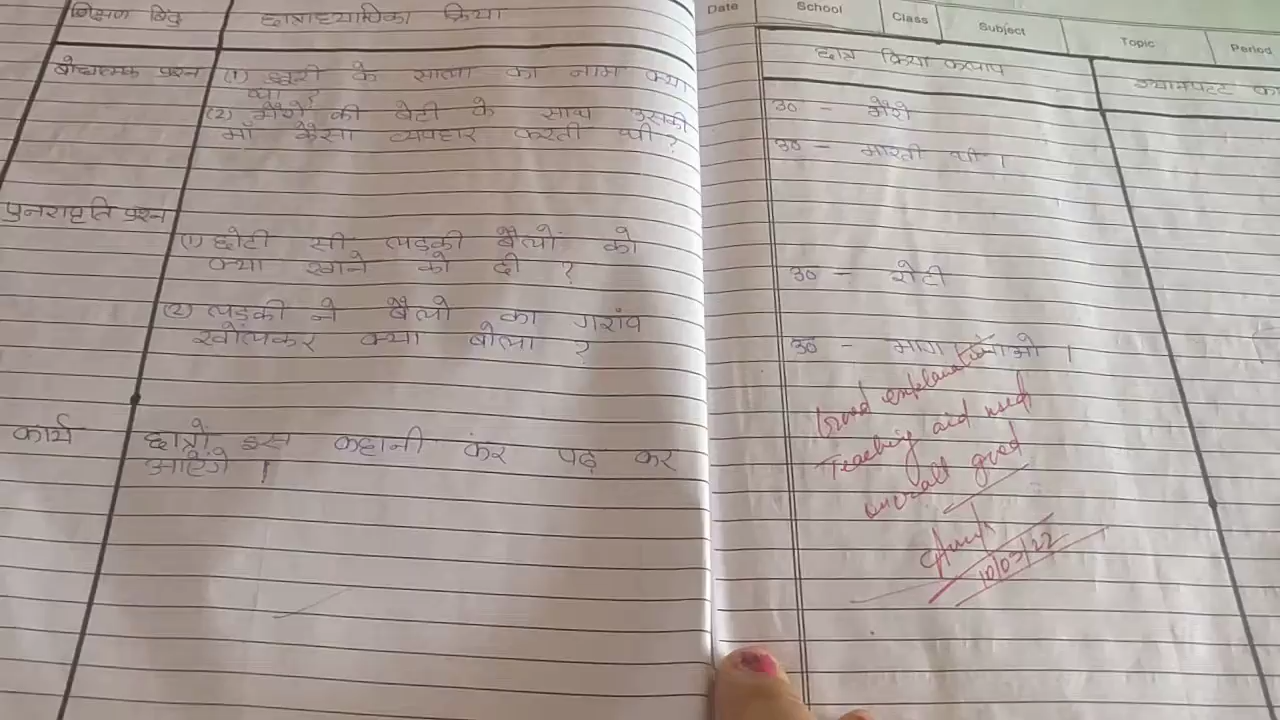 शिक्षण बिंदु
छात्राध्यापिका क्रिया
बोधात्मक प्रश्न
(1) झूरी के साला का नाम क्या
था ?
(2) भैरो की बेटी के साथ उसकी
माँ कैसा व्यवहार करती थी ?
पुनरावृति प्रश्न
(1) छोटी सी लड़की बैलों को
क्या खाने को दी ?
(2) लड़की ने बैलो का गरांव
खोलकर क्या बोला ?
कार्य
छात्रों इस कहानी कंर पढ़ कर
आऐंगे ।
Date School Class Subject Topic Period
छात्र क्रिया कलाप
श्यामपटट का
उ० - भैरो
उ० - मारती थी ।
उ० - रोटी
उ० - भाग जाओ ।
Good explanation
Teaching aid used
overall good
10/03/22